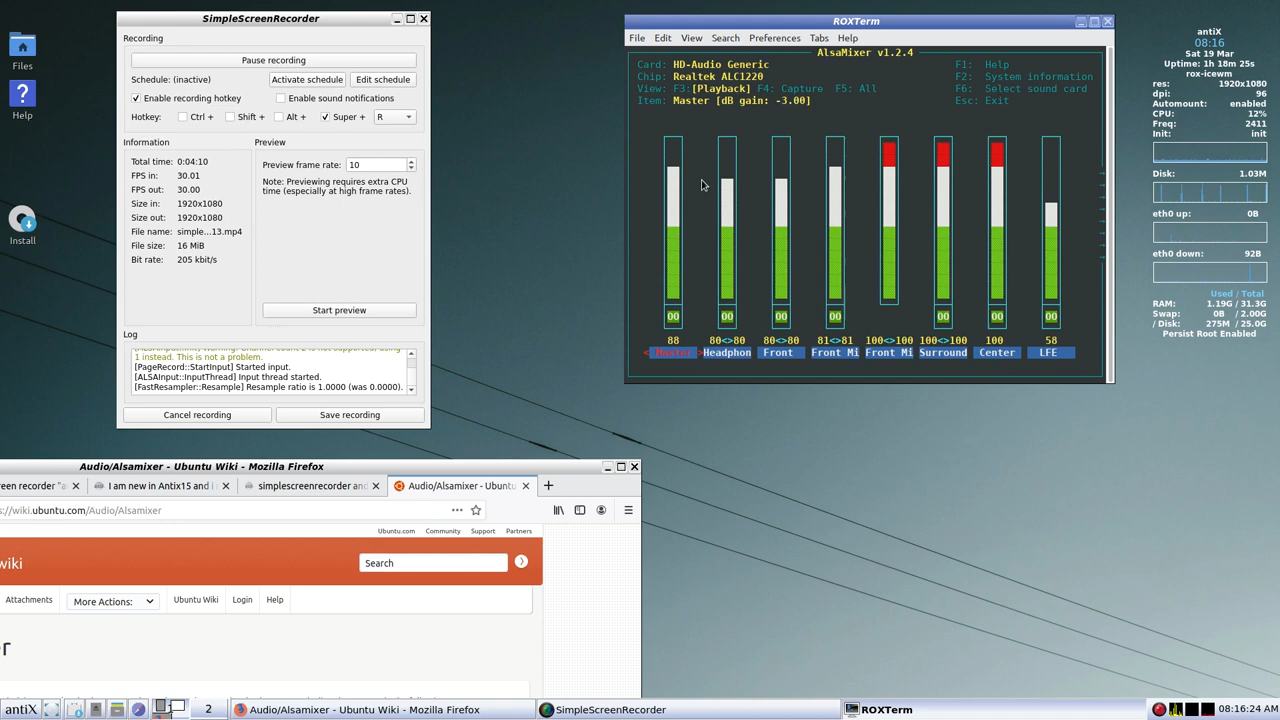 Files
Help
Install
SimpleScreenRecorder
Recording
Pause recording
Schedule: (inactive)
Activate schedule
Edit schedule
Enable recording hotkey
Enable sound notifications
Hotkey:
Ctrl +
Shift +
Alt +
Super +
R
Information
Total time: 0:04:10
FPS in: 30.01
FPS out: 30.00
Size in: 1920x1080
Size out: 1920x1080
File name: simple...13.mp4
File size: 16 MiB
Bit rate: 205 kbit/s
Preview
Preview frame rate: 10
Note: Previewing requires extra CPU
time (especially at high frame rates).
Start preview
Log
1 instead. This is not a problem.
[PageRecord::StartInput] Started input.
[ALSAInput::InputThread] Input thread started.
[FastResampler::Resample] Resample ratio is 1.0000 (was 0.0000).
Cancel recording
Save recording
ROXTerm
File Edit View Search Preferences Tabs Help
AlsaMixer v1.2.4
Card: HD-Audio Generic
F1: Help
Chip: Realtek ALC1220
F2: System information
View: F3:[Playback] F4: Capture F5: All
F6: Select sound card
Item: Master [dB gain: -3.00]
Esc: Exit
00 00 00 00 00 00 00
88 80<>80 80<>80 81<>81 100<>100 100<>100 100 58
< Master > Headphon Front Front Mi Front Mi Surround Center LFE
antiX
08:16
Sat 19 Mar
Uptime: 1h 18m 25s
rox-icewm
res: 1920x1080
dpi: 96
Automount: enabled
CPU: 12%
Freq: 2411
Init: init
Disk: 1.03M
eth0 up: 0B
eth0 down: 92B
Used / Total
RAM: 1.19G / 31.3G
Swap: 0B / 2.00G
/ Disk: 275M / 25.0G
Persist Root Enabled
Audio/Alsamixer - Ubuntu Wiki - Mozilla Firefox
een recorder "a
I am new in Antix15 and i
simplescreenrecorder and
Audio/Alsamixer - Ubuntu
s://wiki.ubuntu.com/Audio/Alsamixer
Ubuntu.com Community Support Partners
wiki
Search
Attachments
More Actions:
Ubuntu Wiki
Login
Help
r
antiX
2
Audio/Alsamixer - Ubuntu Wiki - Mozilla Firefox
SimpleScreenRecorder
ROXTerm
08:16:24 AM